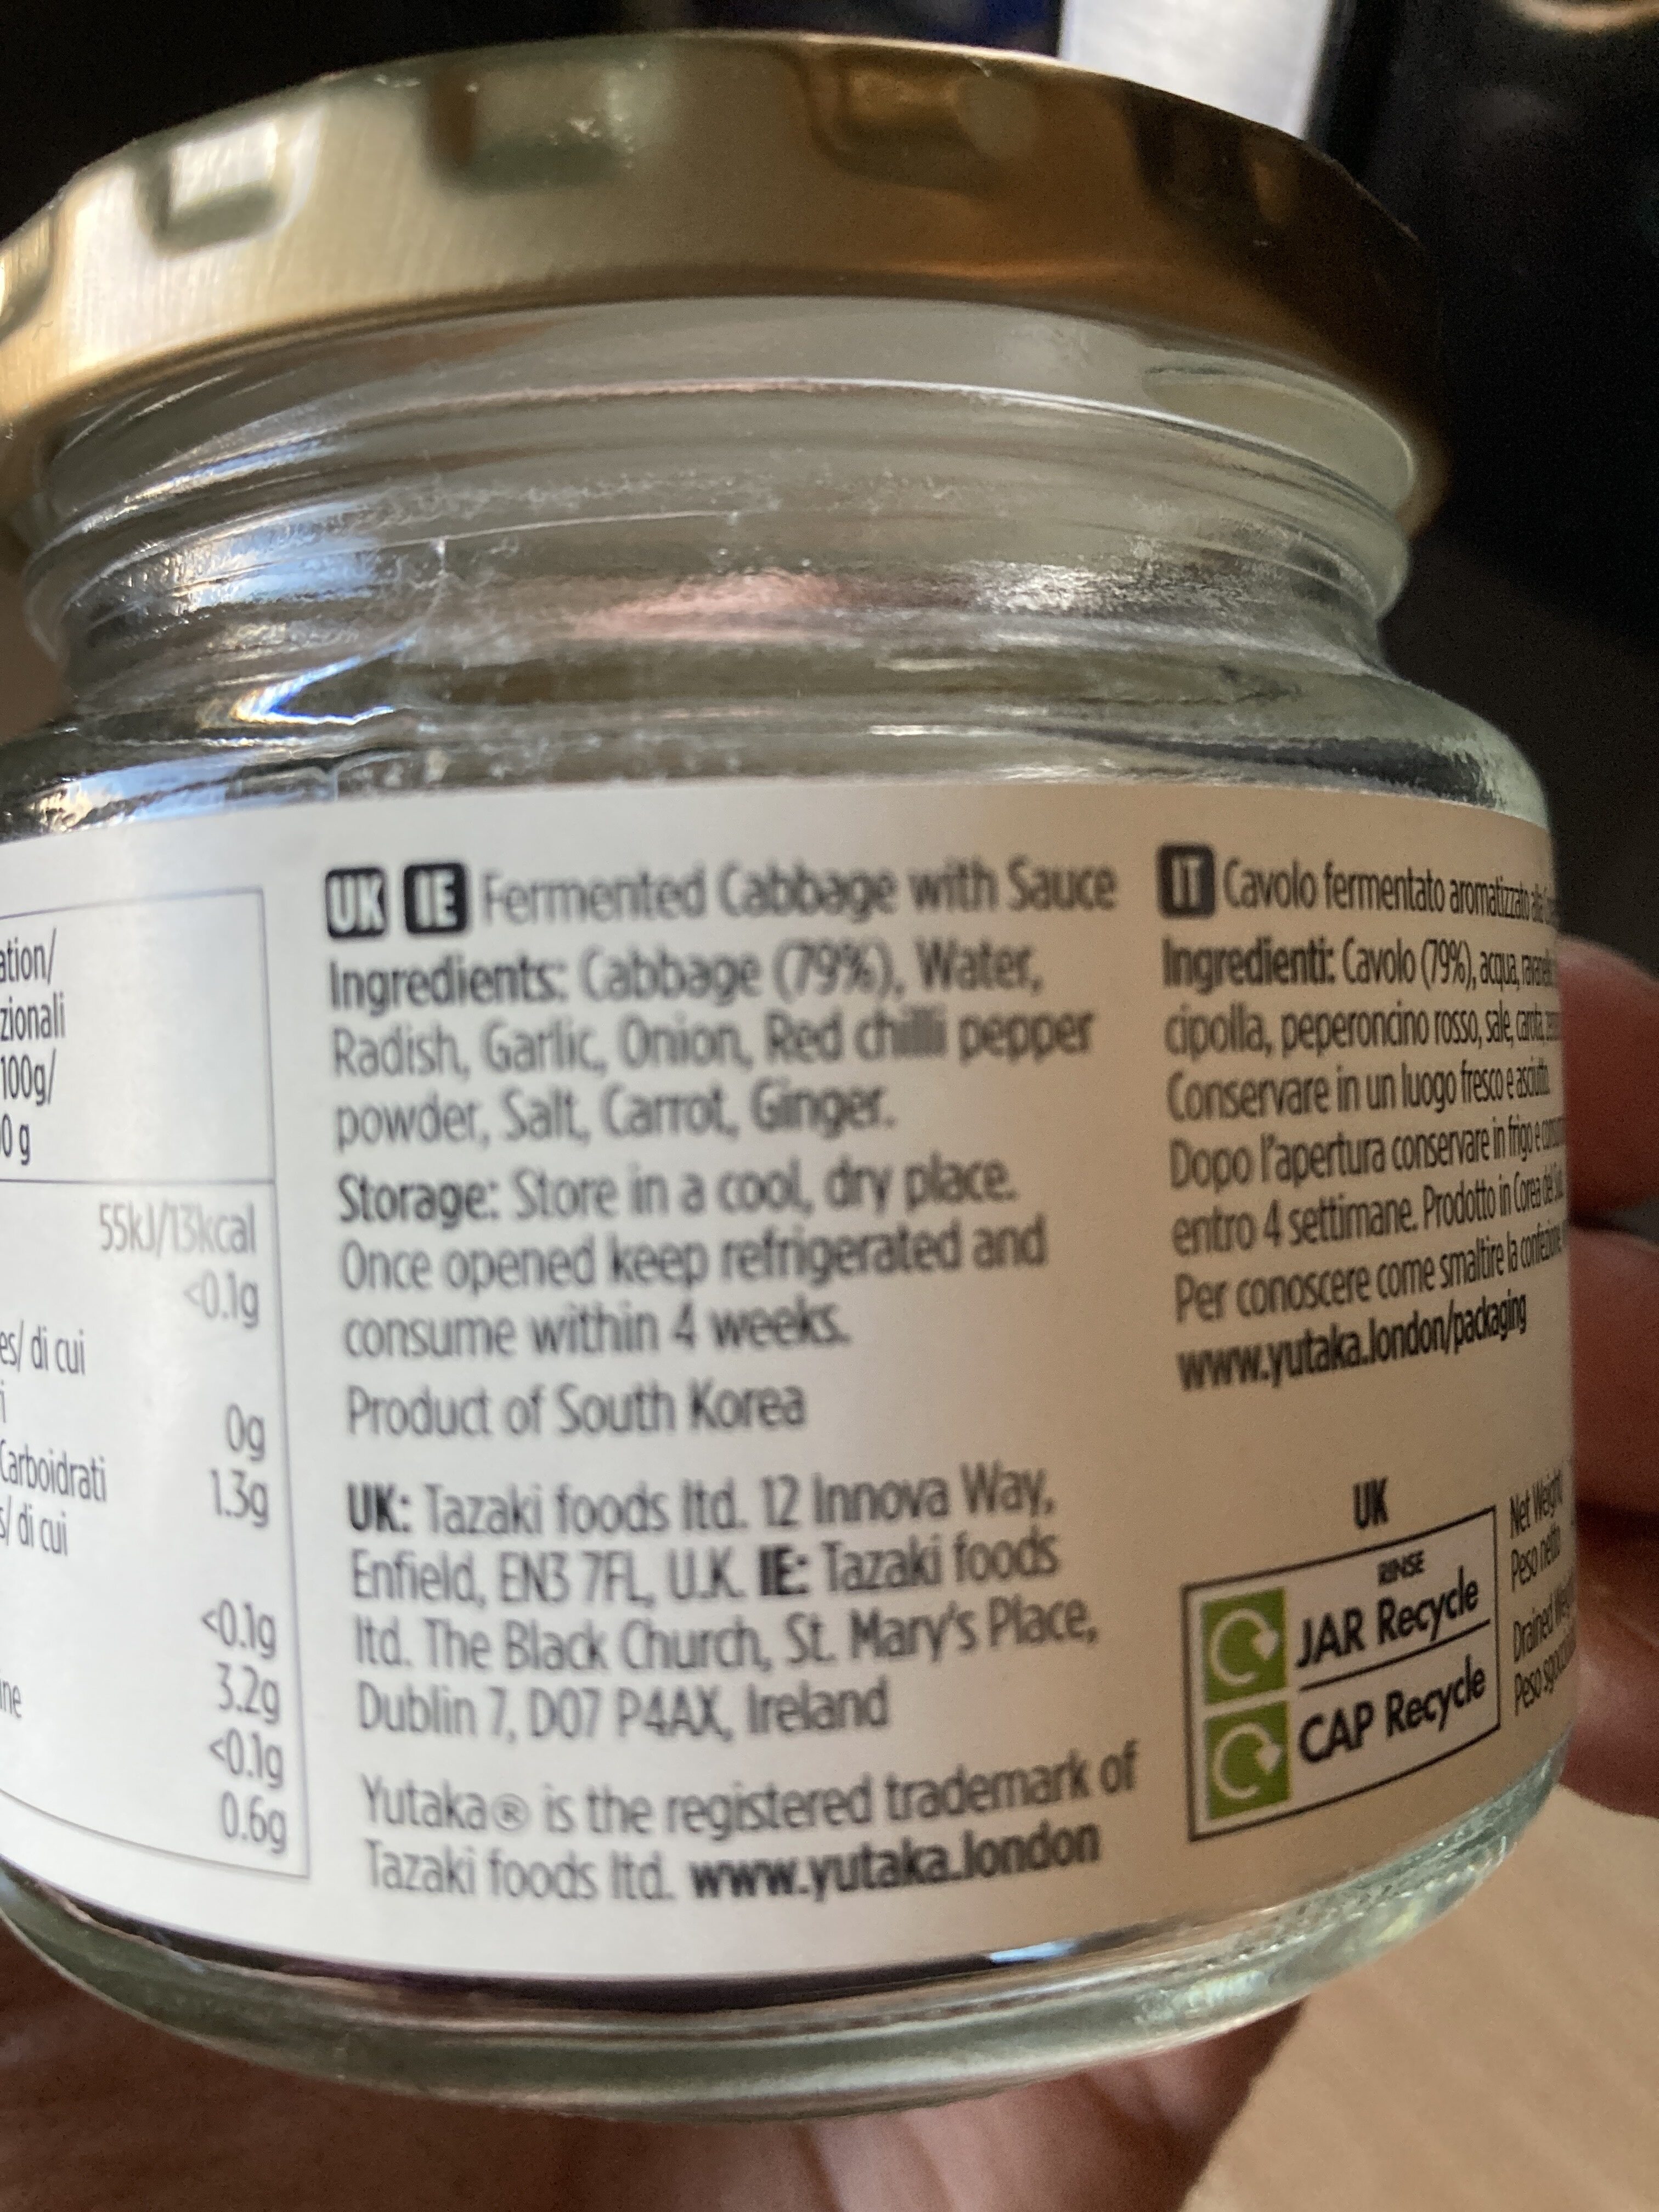 ation/
zionali
100g/
0 g
55kJ/13kcal
<0.1g
es/ di cui
0g
Carboidrati
1.3g
s/ di cui
<0.1g
3.2g
ine
<0.1g
0.6g
UK IE Fermented Cabbage with Sauce
Ingredients: Cabbage (79%), Water,
Radish, Garlic, Onion, Red chilli pepper
powder, Salt, Carrot, Ginger.
Storage: Store in a cool, dry place.
Once opened keep refrigerated and
consume within 4 weeks.
Product of South Korea
UK: Tazaki foods ltd. 12 Innova Way,
Enfield, EN3 7FL, U.K. IE: Tazaki foods
ltd. The Black Church, St. Mary's Place,
Dublin 7, D07 P4AX, Ireland
Yutaka® is the registered trademark of
Tazaki foods ltd. www.yutaka.london
IT Cavolo fermentato aromatizzato
Ingredienti: Cavolo (79%), acqua,
cipolla, peperoncino rosso, sale, carota,
Conservare in un luogo fresco e asciutto.
Dopo l'apertura conservare in frigo e
entro 4 settimane. Prodotto in Corea del Sud
Per conoscere come smaltire la confezione
www.yutaka.london/packaging
UK
RINSE
JAR Recycle
CAP Recycle
Net Weight
Peso netto
Drained
Peso